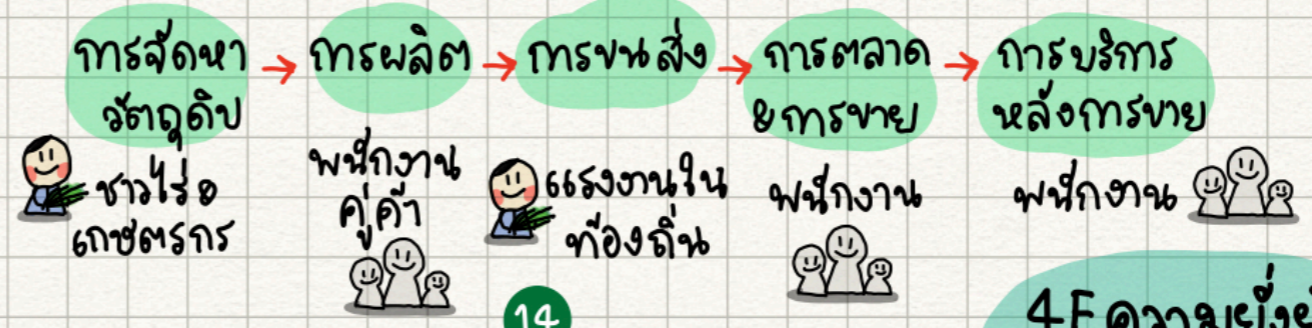 การจัดหา → การผลิต → การขนส่ง → การตลาด → การบริการ
วัตถุดิบ &การขาย หลังการขาย
ชาวไร่อ
เกษตรกร
พนักงาน
คู่ค้า
แรงงานใน
ท้องถิ่น
พนักงาน
พนักงาน
14